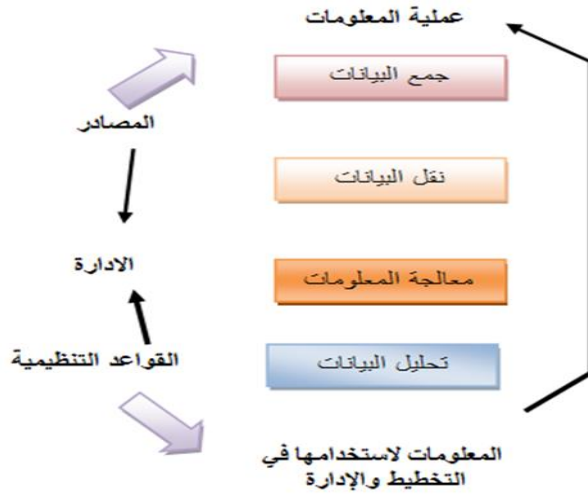 عملية المعلومات
جمع البيانات
المصادر
نقل البيانات
الادارة
معالجة المعلومات
القواعد التنظيمية
تحليل البيانات
المعلومات لاستخدامها في
التخطيط والإدارة